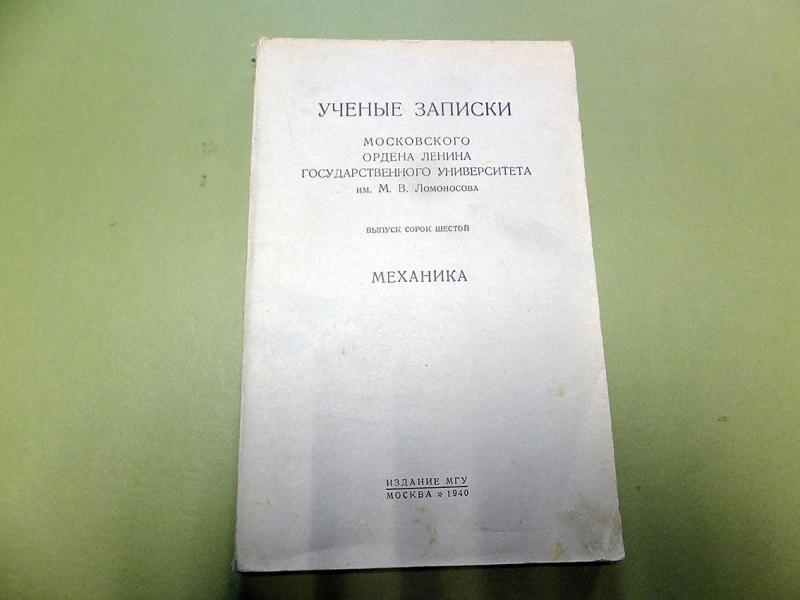 УЧЕНЫЕ ЗАПИСКИ
МОСКОВСКОГО
ОРДЕНА ЛЕНИНА
ГОСУДАРСТВЕННОГО УНИВЕРСИТЕТА
им. М. В. Ломоносова
ВЫПУСК СОРОК ШЕСТОЙ
МЕХАНИКА
ИЗДАНИЕ МГУ
МОСКВА » 1940